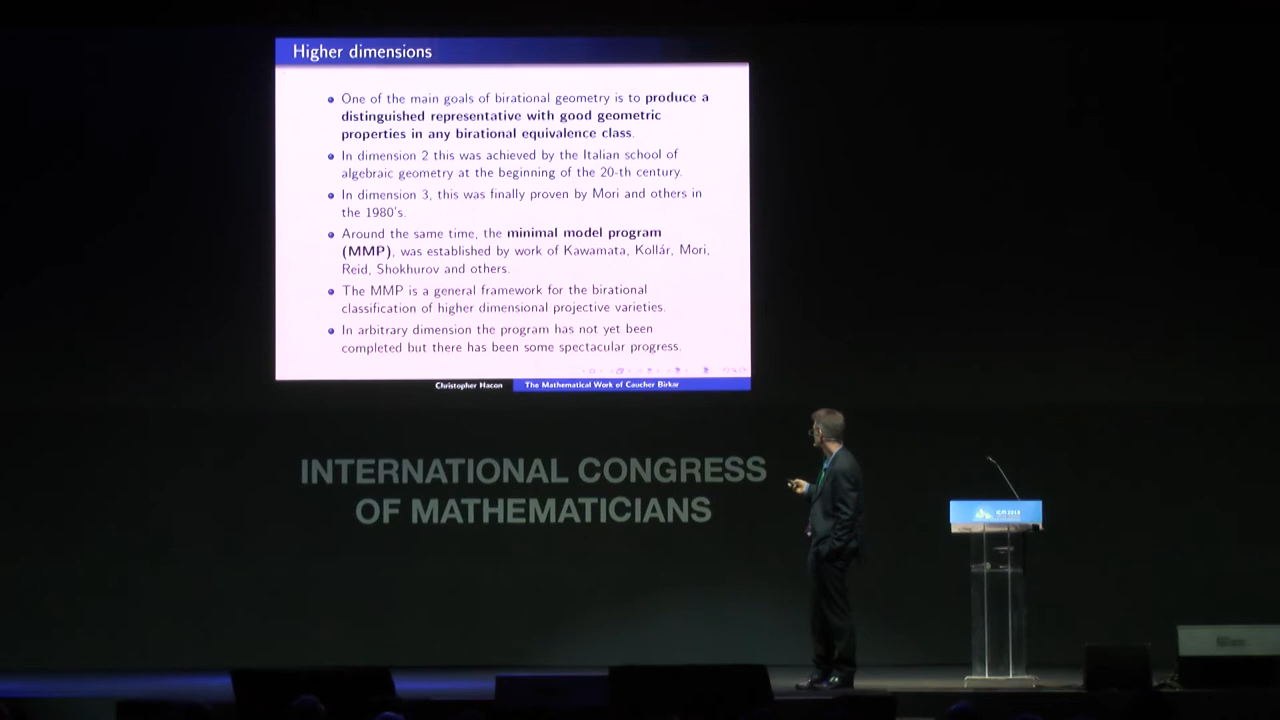 Higher dimensions
One of the main goals of birational geometry is to produce a
distinguished representative with good geometric
properties in any birational equivalence class.
In dimension 2 this was achieved by the Italian school of
algebraic geometry at the beginning of the 20-th century.
In dimension 3, this was finally proven by Mori and others in
the 1980's.
Around the same time, the minimal model program
(MMP), was established by work of Kawamata, Kollár, Mori,
Reid, Shokhurov and others.
The MMP is a general framework for the birational
classification of higher dimensional projective varieties.
In arbitrary dimension the program has not yet been
completed but there has been some spectacular progress.
Christopher Hacon
The Mathematical Work of Caucher Birkar
INTERNATIONAL CONGRESS
OF MATHEMATICIANS
ICM 2018